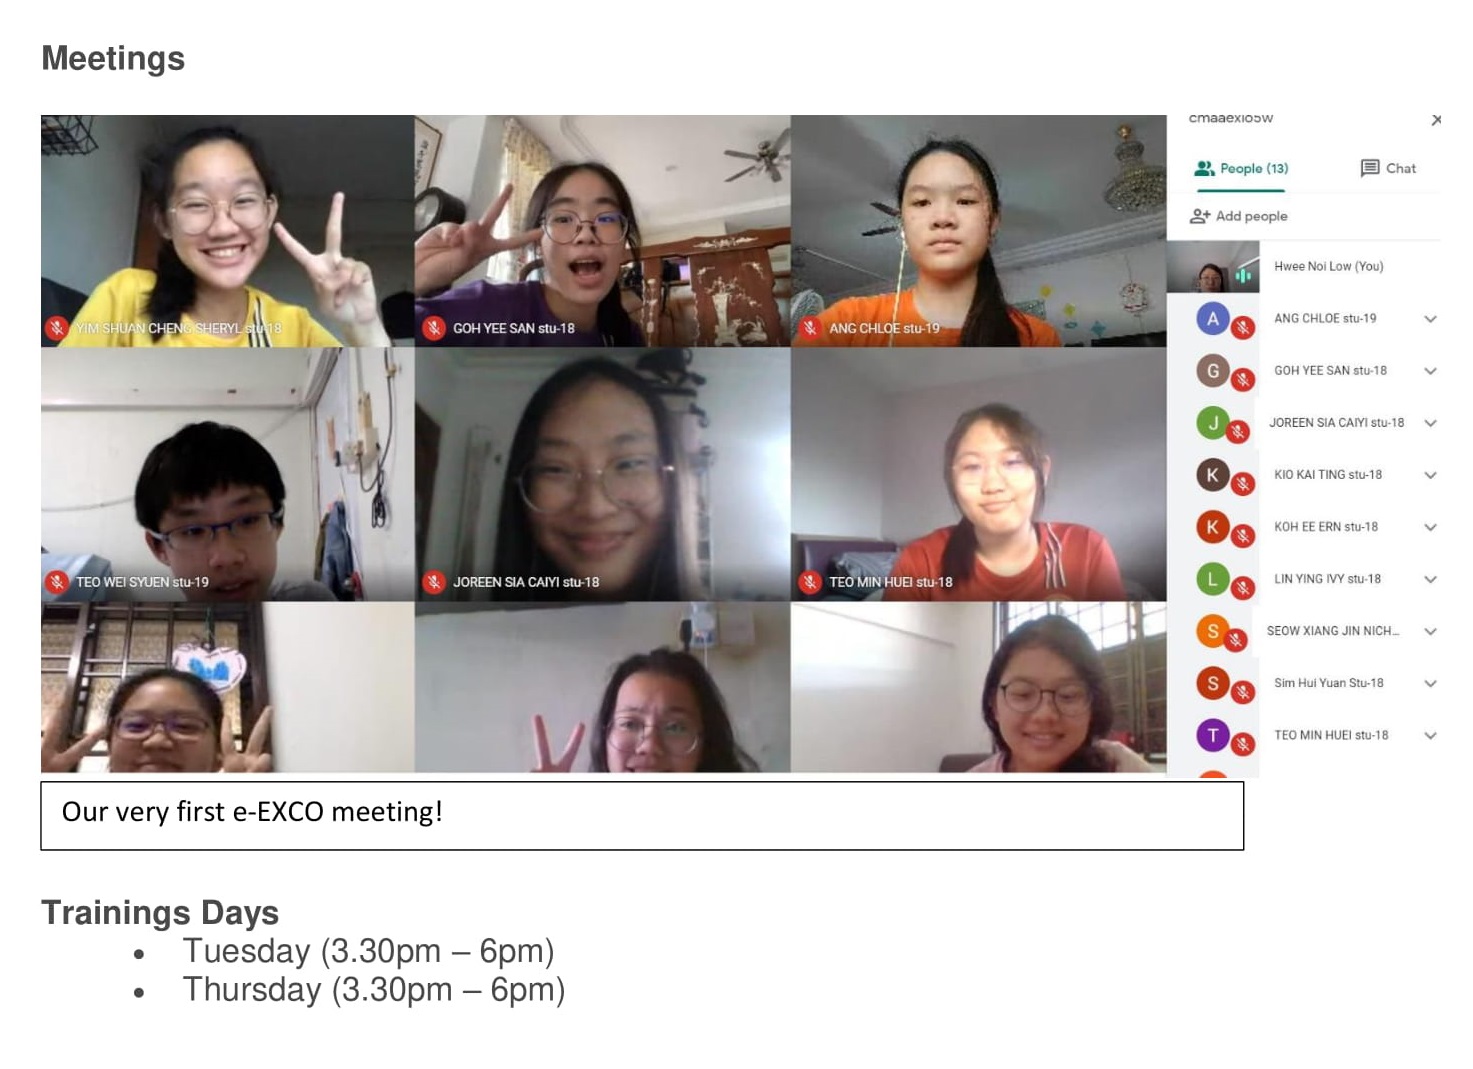 Meetings
cmaaexio5w
People (13)
Chat
Add people
Hwee Noi Low (You)
A
ANG CHLOE stu-19
G
GOH YEE SAN stu-18
J
JOREEN SIA CAIYI stu-18
K
KIO KAI TING stu-18
K
KOH EE ERN stu-18
L
LIN YING IVY stu-18
S
SEOW XIANG JIN NICH...
S
Sim Hui Yuan Stu-18
T
TEO MIN HUEI stu-18
YIM SHUAN CHENG SHERYL stu-18
GOH YEE SAN stu-18
ANG CHLOE stu-19
TEO WEI SYUEN stu-19
JOREEN SIA CAIYI stu-18
TEO MIN HUEI stu-18
Our very first e-EXCO meeting!
Trainings Days
• Tuesday (3.30pm – 6pm)
• Thursday (3.30pm – 6pm)